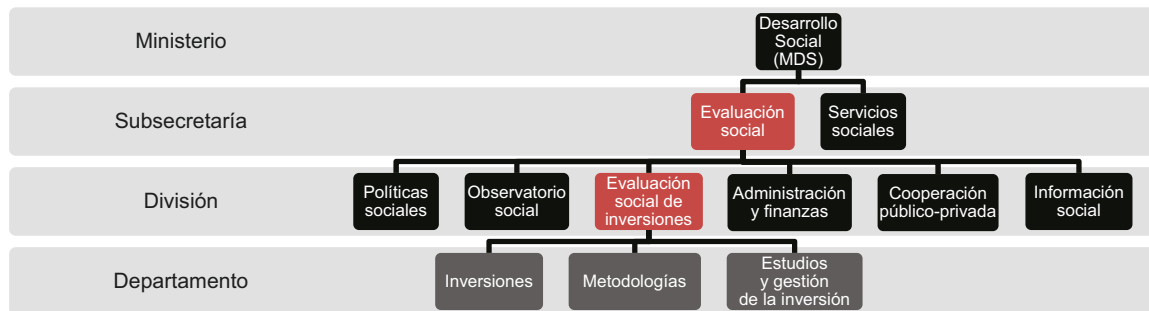 Ministerio
Desarrollo
Social
(MDS)
Subsecretaría
Evaluación
social
Servicios
sociales
División
Políticas
sociales
Observatorio
social
Evaluación
social de
inversiones
Administración
y finanzas
Cooperación
público-privada
Información
social
Departamento
Inversiones
Metodologías
Estudios
y gestión
de la inversión